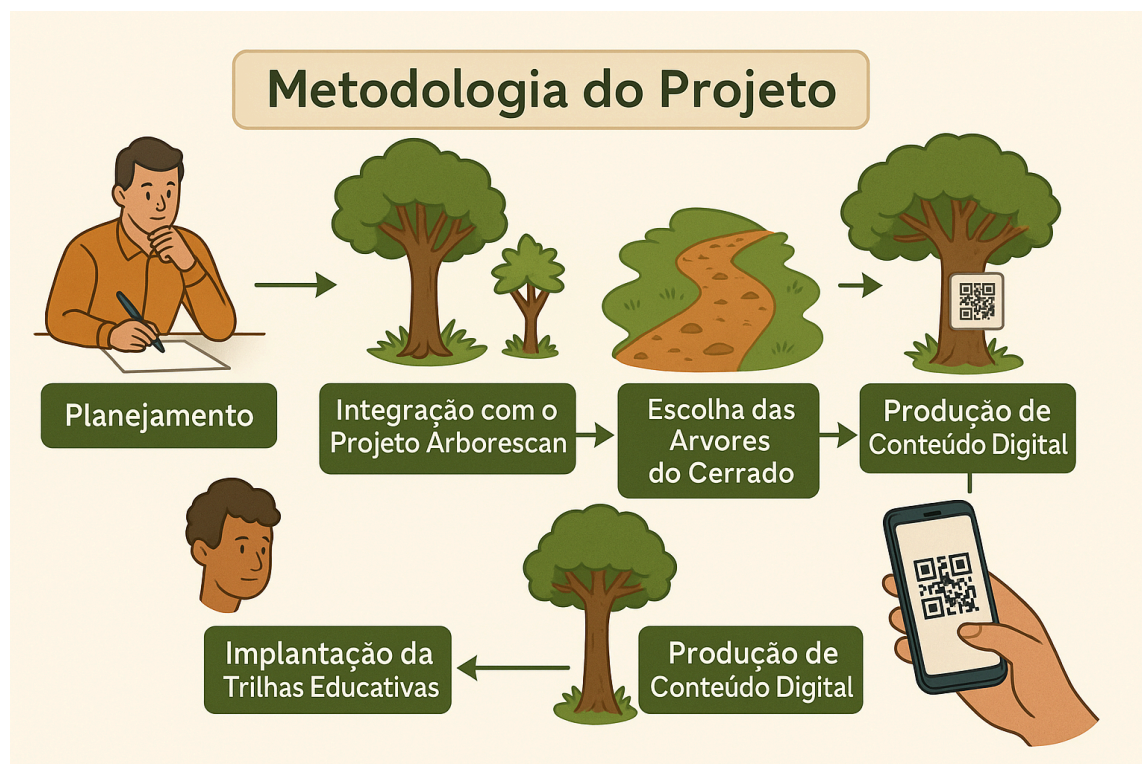 Metodologia do Projeto
Planejamento
Integração com o
Projeto Arborescan
Escolha das
Arvores
do Cerrado
Produção de
Conteúdo Digital
Implantação da
Trilhas Educativas
Produção de
Conteúdo Digital